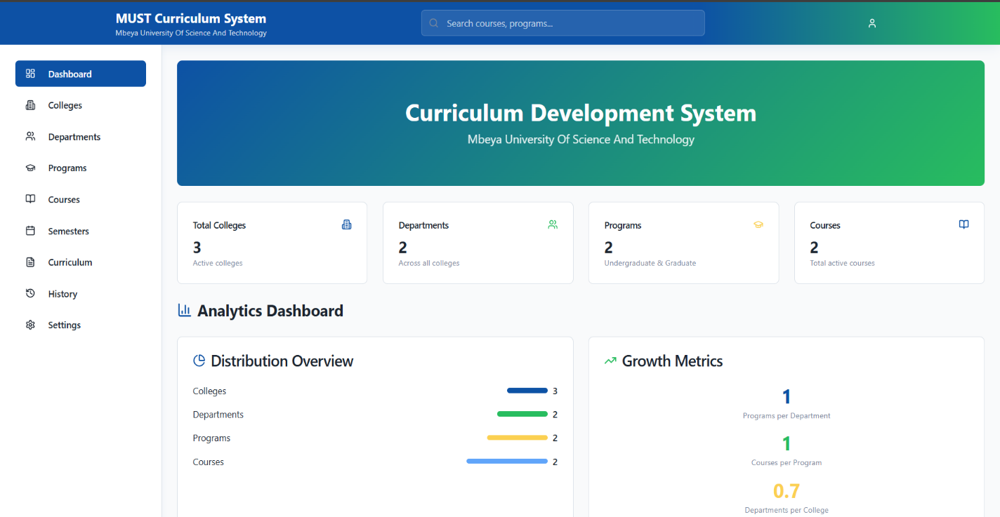 MUST Curriculum System
Mbeya University Of Science And Technology
Search courses, programs...
Dashboard
Colleges
Departments
Programs
Courses
Semesters
Curriculum
History
Settings
Curriculum Development System
Mbeya University Of Science And Technology
Total Colleges
3
Active colleges
Departments
2
Across all colleges
Programs
2
Undergraduate & Graduate
Courses
2
Total active courses
Analytics Dashboard
Distribution Overview
Colleges 3
Departments 2
Programs 2
Courses 2
Growth Metrics
1
Programs per Department
1
Courses per Program
0.7
Departments per College